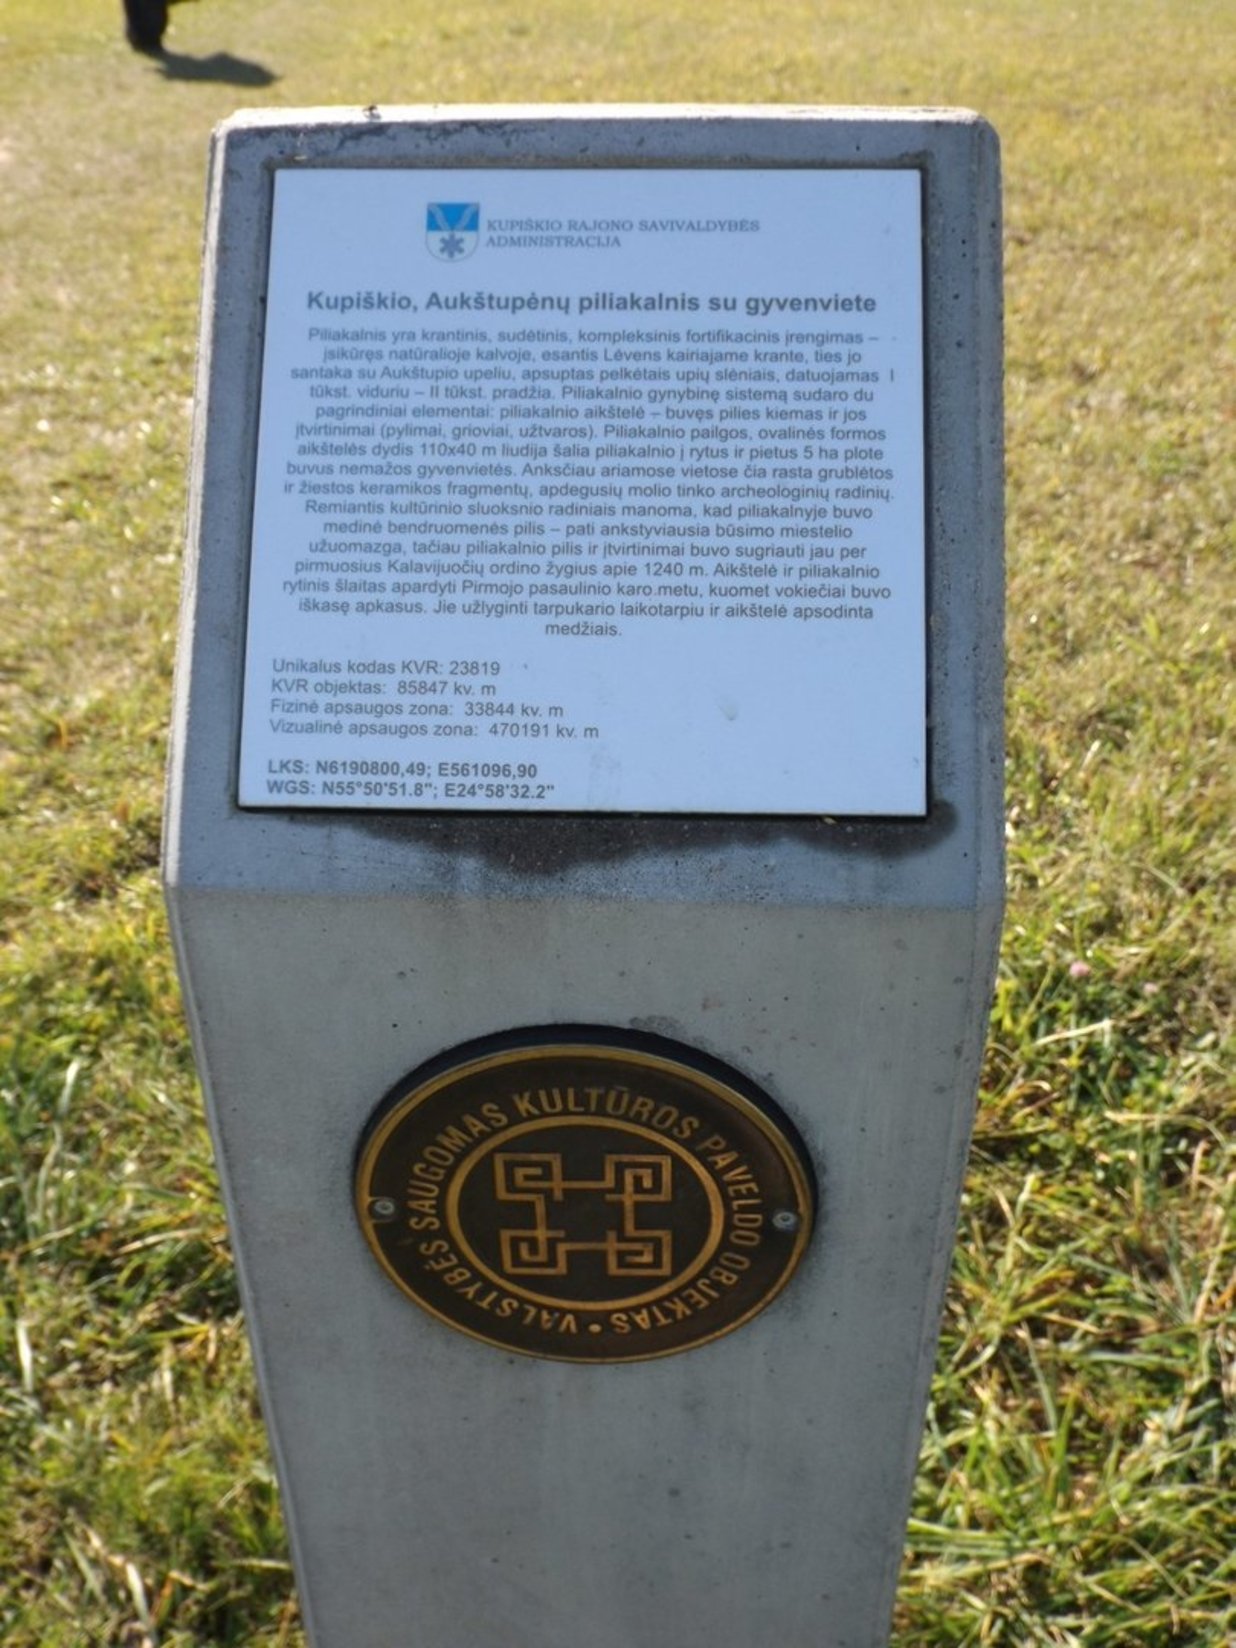 KUPIŠKIO RAJONO SAVIVALDYBĖS
ADMINISTRACIJA
Kupiškio, Aukštupėnų piliakalnis su gyvenviete
Piliakalnis yra krantinis, sudėtinis, kompleksinis fortifikacinis įrengimas –
įsikūręs natūralioje kalvoje, esantis Lėvens kairiajame krante, ties jo
santaka su Aukštupio upeliu, apsuptas pelkėtais upių slėniais, datuojamas I
tūkst. viduriu – II tūkst. pradžia. Piliakalnio gynybinę sistemą sudaro du
pagrindiniai elementai: piliakalnio aikštelė – buvęs pilies kiemas ir jos
įtvirtinimai (pylimai, grioviai, užtvaros). Piliakalnio pailgos, ovalinės formos
aikštelės dydis 110x40 m liudija šalia piliakalnio į rytus ir pietus 5 ha plote
buvus nemažos gyvenvietės. Anksčiau ariamose vietose čia rasta grublėtos
ir žiestos keramikos fragmentų, apdegusių molio tinko archeologinių radinių.
Remiantis kultūrinio sluoksnio radiniais manoma, kad piliakalnyje buvo
medinė bendruomenės pilis – pati ankstyviausia būsimo miestelio
užuomazga, tačiau piliakalnio pilis ir įtvirtinimai buvo sugriauti jau per
pirmuosius Kalavijuočių ordino žygius apie 1240 m. Aikštelė ir piliakalnio
rytinis šlaitas apardyti Pirmojo pasaulinio karo metu, kuomet vokiečiai buvo
iškasę apkasus. Jie užlyginti tarpukario laikotarpiu ir aikštelė apsodinta
medžiais.
Unikalus kodas KVR: 23819
KVR objektas: 85847 kv. m
Fizinė apsaugos zona: 33844 kv. m
Vizualinė apsaugos zona: 470191 kv. m
LKS: N6190800,49; E561096,90
WGS: N55°50'51.8"; E24°58'32.2"
VALSTYBĖS SAUGOMAS KULTŪROS PAVELDO OBJEKTAS •